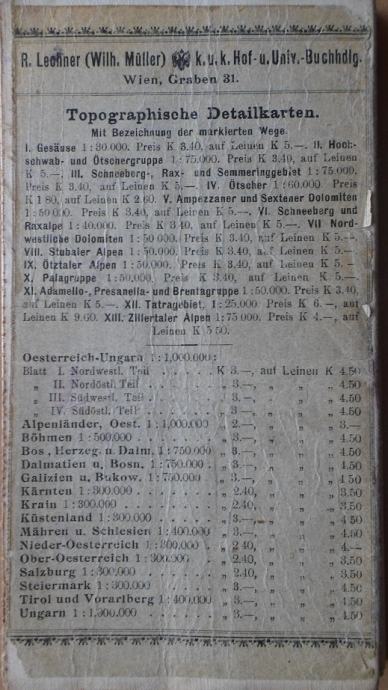 R. Lechner (Wilh. Müller) k. u. k. Hof- u. Univ.-Buchhdlg.
Wien, Graben 31.
Topographische Detailkarten.
Mit Bezeichnung der markierten Wege.
I. Gesäuse 1:30.000. Preis K 3.40, auf Leinen K 5.—. II. Hoch-
schwab- und Ötschergruppe 1:75.000. Preis K 3.40, auf Leinen
K 5.—. III. Schneeberg-, Rax- und Semmeringgebiet 1:75.000.
Preis K 3.40, auf Leinen K 5.—. IV. Ötscher 1:60.000. Preis
K 1.80, auf Leinen K 2.60. V. Ampezzaner und Sextener Dolomiten
1:50.000. Preis K 3.40, auf Leinen K 5.—. VI. Schneeberg und
Raxalpe 1:40.000. Preis K 3.40, auf Leinen K 5.—. VII. Nord-
westliche Dolomiten 1:50.000. Preis K 3.40, auf Leinen K 5.—.
VIII. Stubaier Alpen 1:50.000. Preis K 3.40, auf Leinen K 5.—.
IX. Ötztaler Alpen 1:50.000. Preis K 3.40, auf Leinen K 5.—.
X. Palagruppe 1:50.000. Preis K 3.40, auf Leinen K 5.—.
XI. Adamello-, Presanella- und Brentagruppe 1:50.000. Preis K 3.40,
auf Leinen K 5.—. XII. Tatragebiet, 1:25.000 Preis K 6.—, auf
Leinen K 9.60. XIII. Zillertaler Alpen 1:75.000 Preis K 4.—, auf
Leinen K 5.50.
Oesterreich-Ungarn 1:1,000.000:
Blatt I. Nordwestl. Teil . . . . K 3.—, auf Leinen K 4.50
„ II. Nordöstl. Teil . . . . „ 3.—, „ „ „ 4.50
„ III. Südwestl. Teil . . . . „ 3.—, „ „ „ 4.50
„ IV. Südöstl. Teil . . . . „ 3.—, „ „ „ 4.50
Alpenländer, Oest. 1:1,000.000 „ 2.—, „ „ „ 3.—
Böhmen 1:500.000 . . . . . „ 3.—, „ „ „ 4.50
Bos., Herzeg. u. Dalm. 1:750.000 „ 3.—, „ „ „ 4.50
Dalmatien u. Bosn. 1:750.000 . „ 3.—, „ „ „ 4.50
Galizien u. Bukow. 1:750.000 „ 3.—, „ „ „ 4.50
Kärnten 1:300.000 . . . . . „ 2.40, „ „ „ 3.50
Krain 1:300.000 . . . . . „ 2.40, „ „ „ 3.50
Küstenland 1:300.000 . . . . „ 3.—, „ „ „ 4.50
Mähren u. Schlesien 1:400.000 „ 3.—, „ „ „ 4.50
Nieder-Oesterreich 1:300.000 . „ 2.40, „ „ „ 4.—
Ober-Oesterreich 1:300.000 . . „ 2.40, „ „ „ 3.50
Salzburg 1:300.000 . . . . . „ 2.40, „ „ „ 3.50
Steiermark 1:300.000 . . . . „ 3.—, „ „ „ 4.50
Tirol und Vorarlberg 1:400.000 „ 3.—, „ „ „ 4.50
Ungarn 1:1,300.000 . . . . . „ 3.—, „ „ „ 4.50